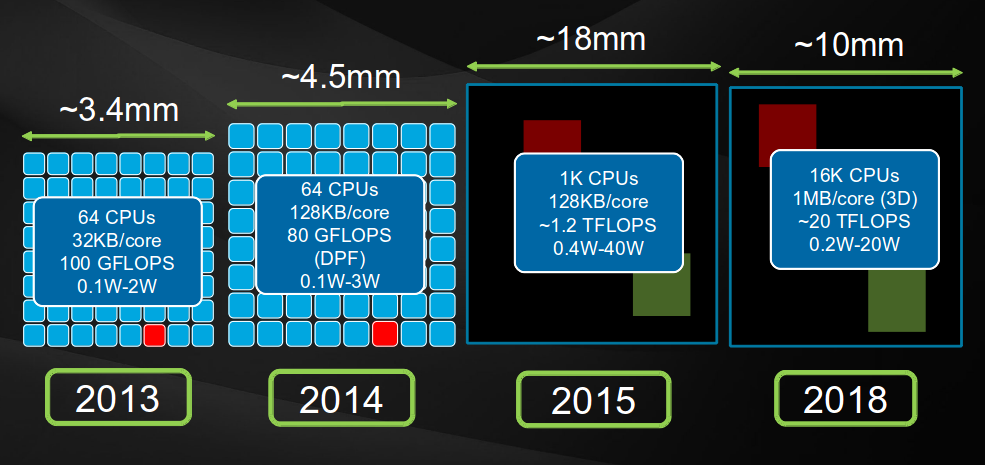 ~3.4mm
~4.5mm
~18mm
~10mm
64 CPUs
32KB/core
100 GFLOPS
0.1W-2W
64 CPUs
128KB/core
80 GFLOPS
(DPF)
0.1W-3W
1K CPUs
128KB/core
~1.2 TFLOPS
0.4W-40W
16K CPUs
1MB/core (3D)
~20 TFLOPS
0.2W-20W
2013
2014
2015
2018